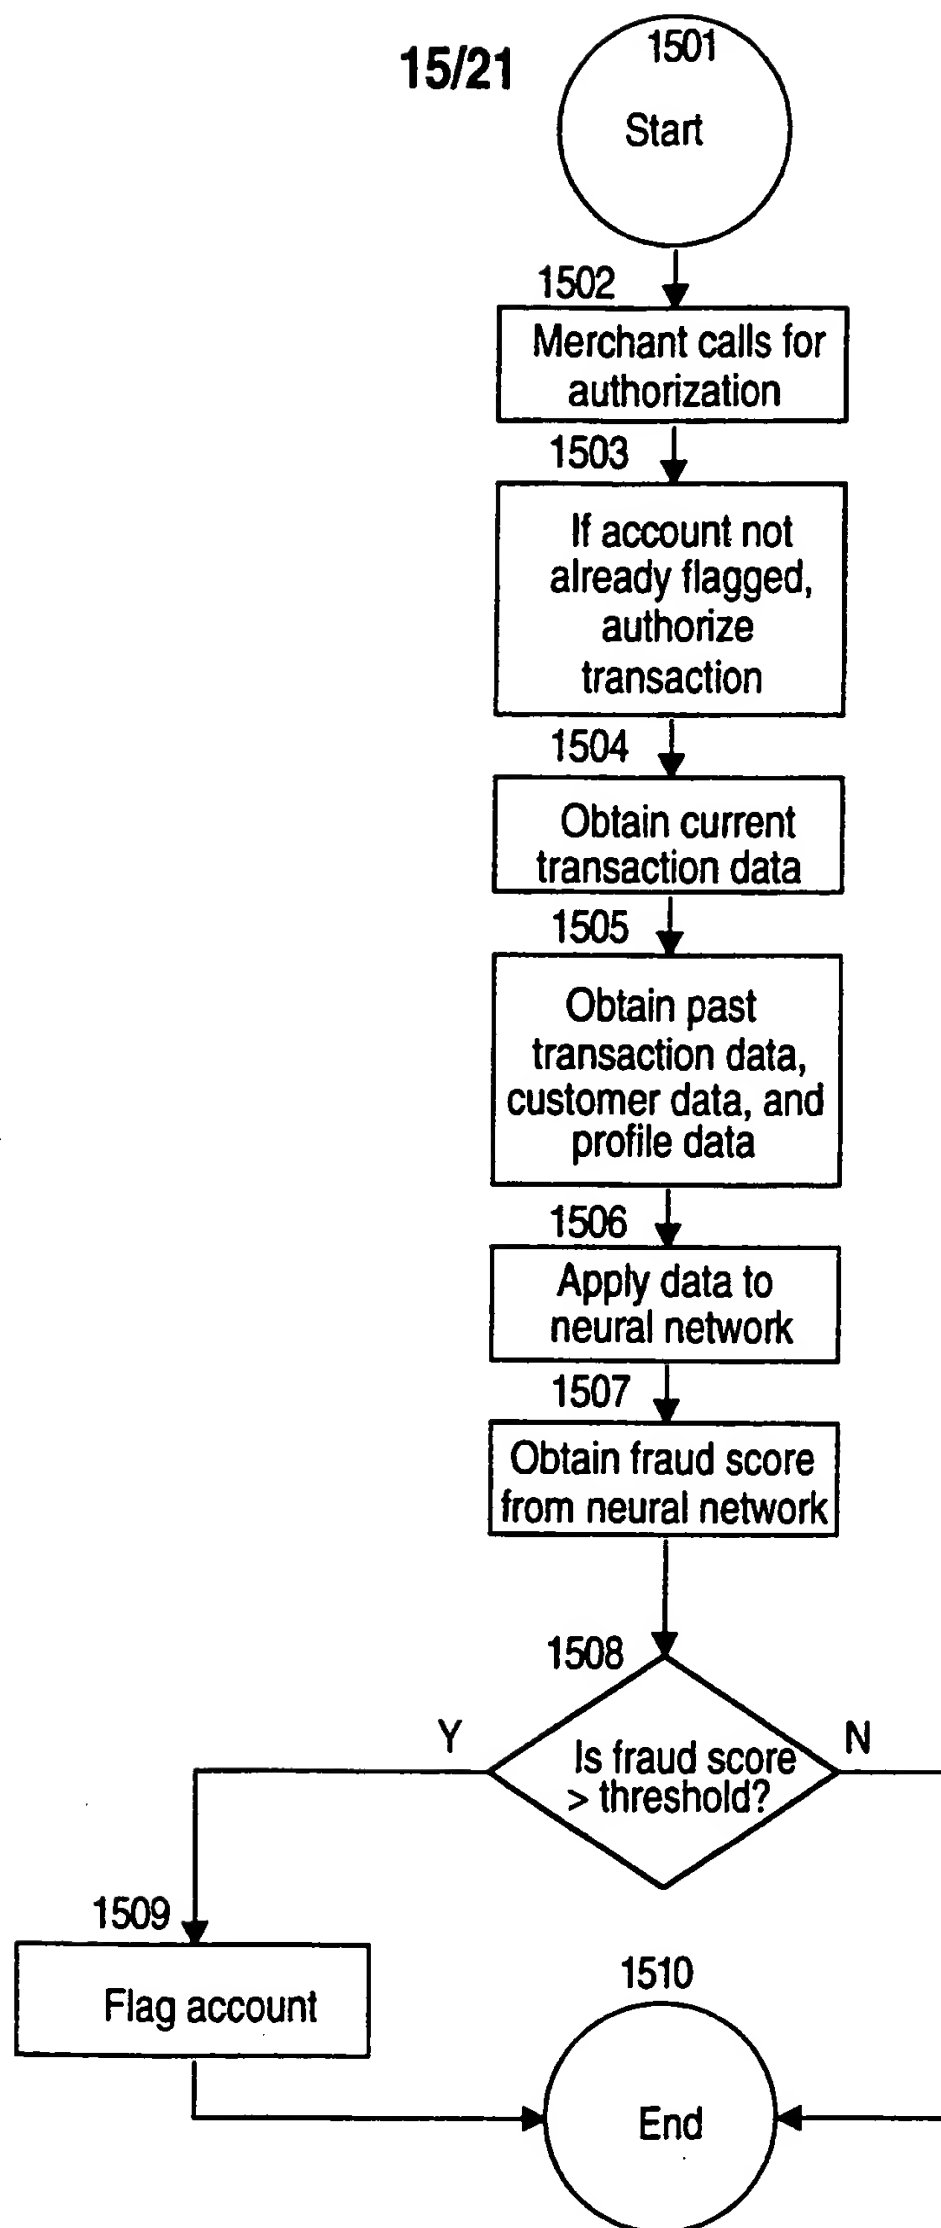 15/21
1501
Start
1502
Merchant calls for
authorization
1503
If account not
already flagged,
authorize
transaction
1504
Obtain current
transaction data
1505
Obtain past
transaction data,
customer data, and
profile data
1506
Apply data to
neural network
1507
Obtain fraud score
from neural network
1508
Y
N
Is fraud score
> threshold?
1509
Flag account
1510
End